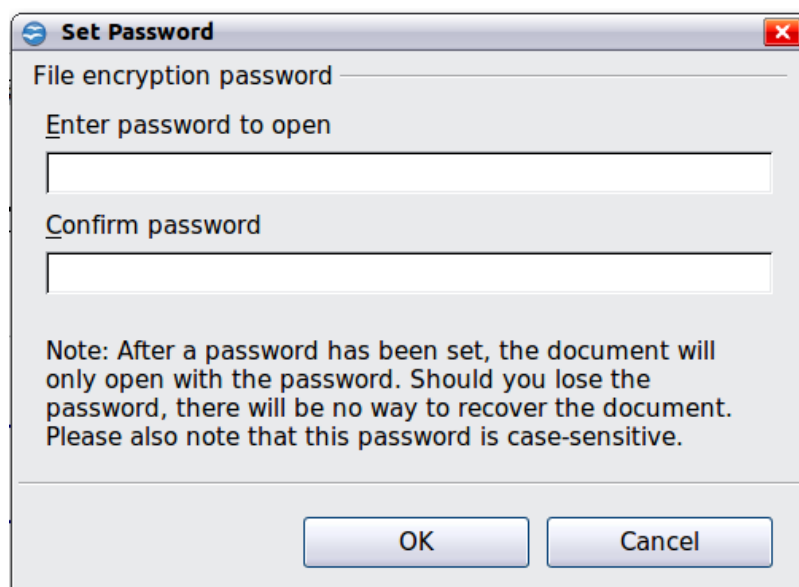 Set Password
File encryption password
Enter password to open
Confirm password
Note: After a password has been set, the document will
only open with the password. Should you lose the
password, there will be no way to recover the document.
Please also note that this password is case-sensitive.
OK
Cancel